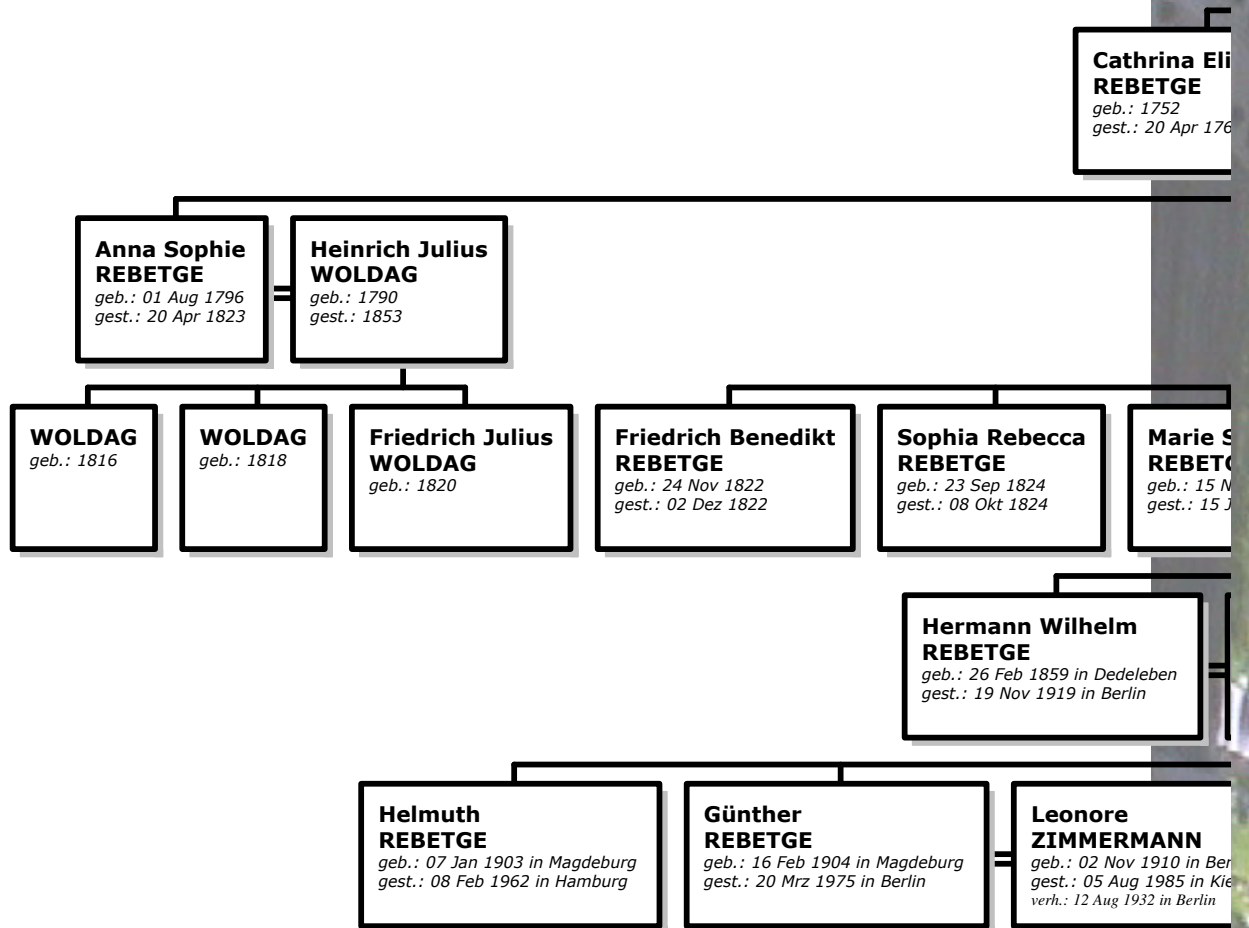 Cathrina Eli
REBETGE
geb.: 1752
gest.: 20 Apr 176
Anna Sophie
REBETGE
geb.: 01 Aug 1796
gest.: 20 Apr 1823
Heinrich Julius
WOLDAG
geb.: 1790
gest.: 1853
WOLDAG
geb.: 1816
WOLDAG
geb.: 1818
Friedrich Julius
WOLDAG
geb.: 1820
Friedrich Benedikt
REBETGE
geb.: 24 Nov 1822
gest.: 02 Dez 1822
Sophia Rebecca
REBETGE
geb.: 23 Sep 1824
gest.: 08 Okt 1824
Marie S
REBETG
geb.: 15 N
gest.: 15 J
Hermann Wilhelm
REBETGE
geb.: 26 Feb 1859 in Dedeleben
gest.: 19 Nov 1919 in Berlin
Helmuth
REBETGE
geb.: 07 Jan 1903 in Magdeburg
gest.: 08 Feb 1962 in Hamburg
Günther
REBETGE
geb.: 16 Feb 1904 in Magdeburg
gest.: 20 Mrz 1975 in Berlin
Leonore
ZIMMERMANN
geb.: 02 Nov 1910 in Ber
gest.: 05 Aug 1985 in Kie
verh.: 12 Aug 1932 in Berlin